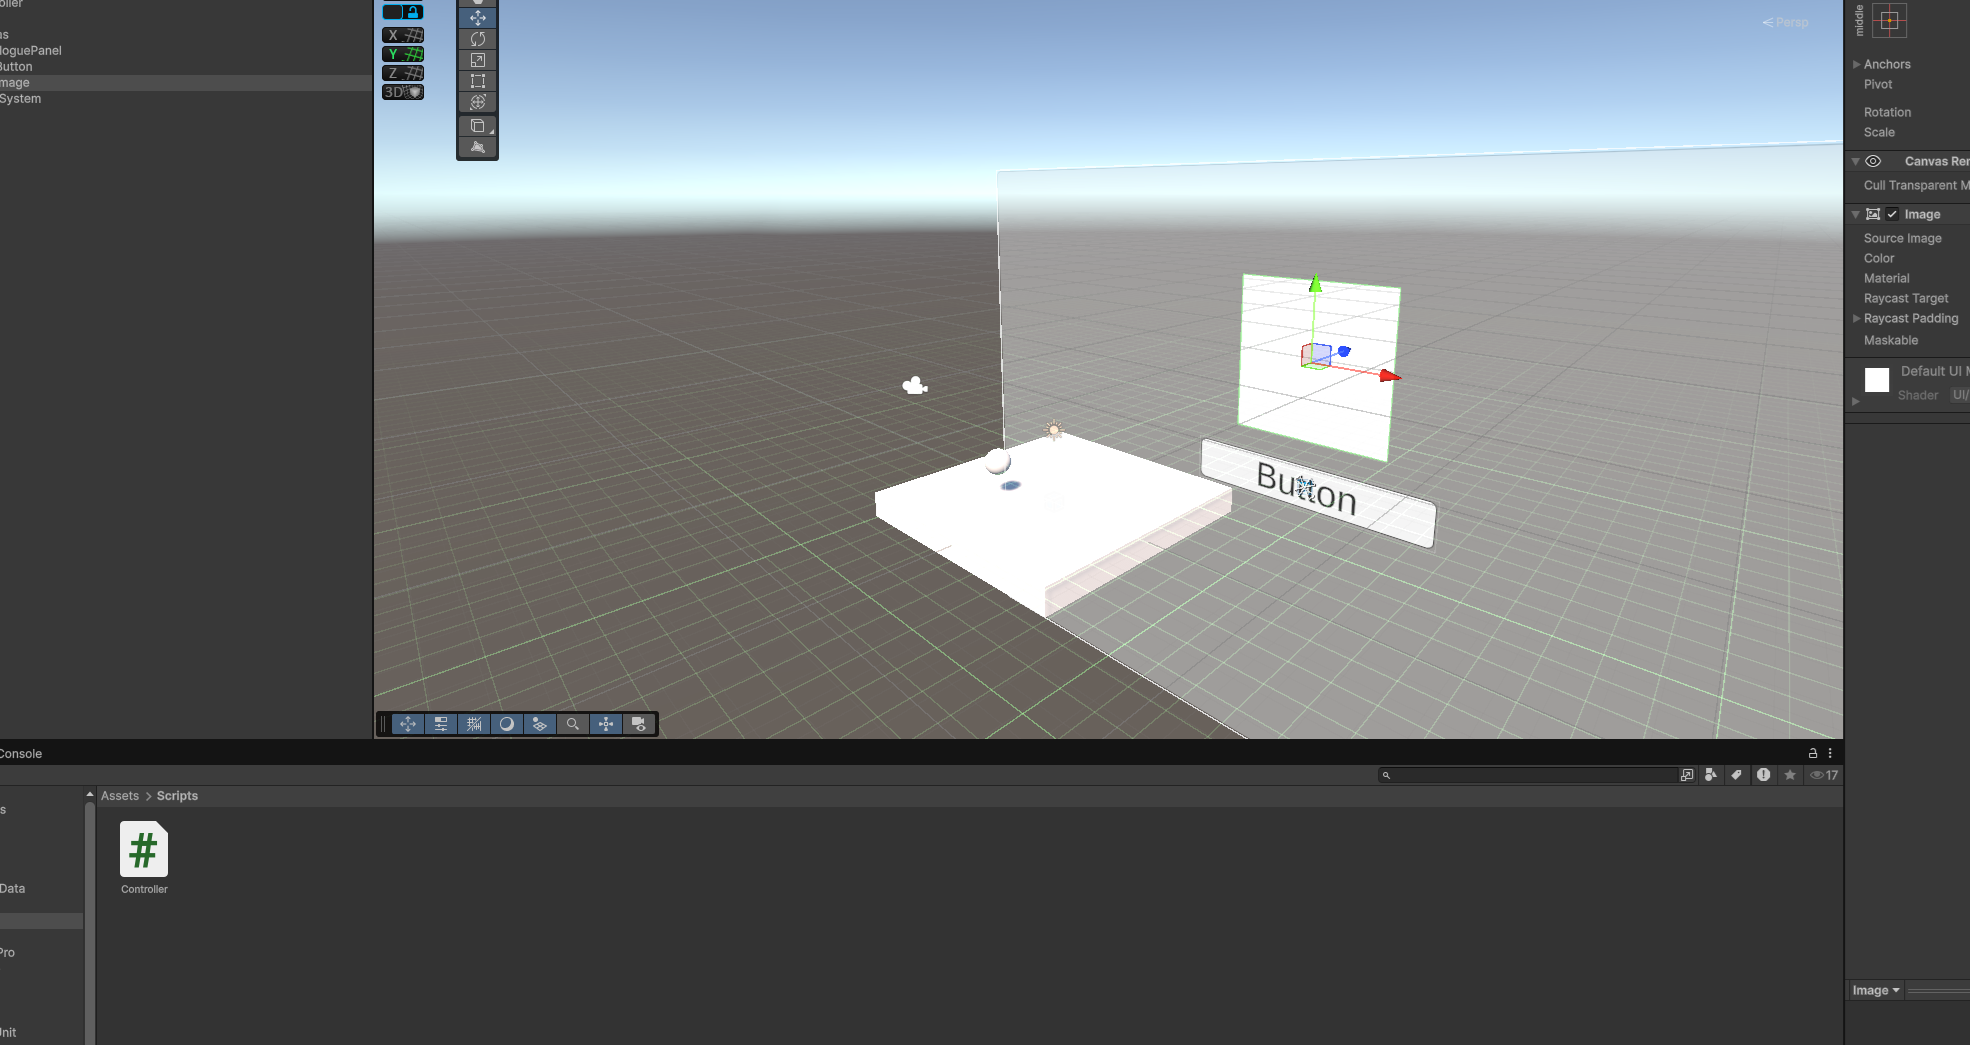 oller
ns
loguePanel
Button
mage
System
X
Y
Z
3D
Persp
Button
middle
Anchors
Pivot
Rotation
Scale
Canvas Ren
Cull Transparent M
Image
Source Image
Color
Material
Raycast Target
Raycast Padding
Maskable
Default UI M
Shader UI/
Console
17
Assets > Scripts
s
Data
Pro
Unit
#
Controller
Image